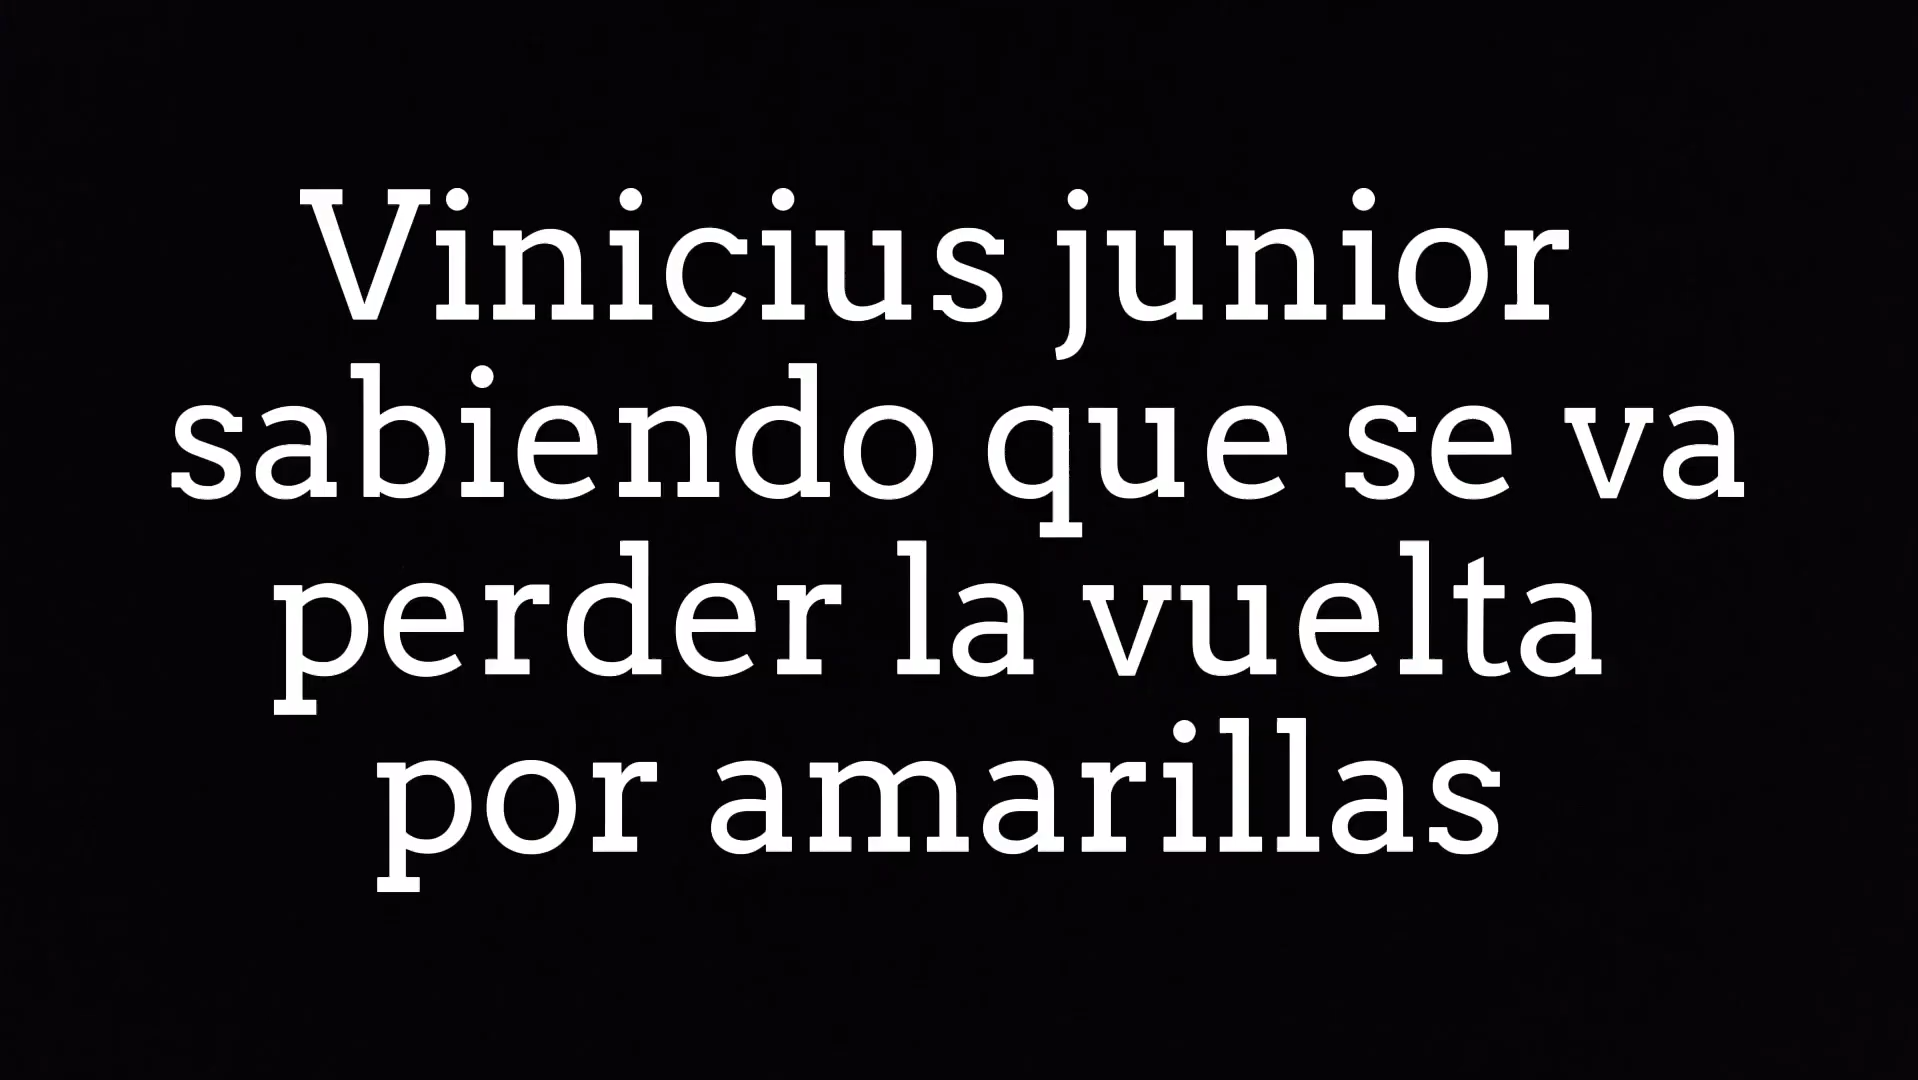 Vinicius junior
sabiendo que se va
perder la vuelta
por amarillas